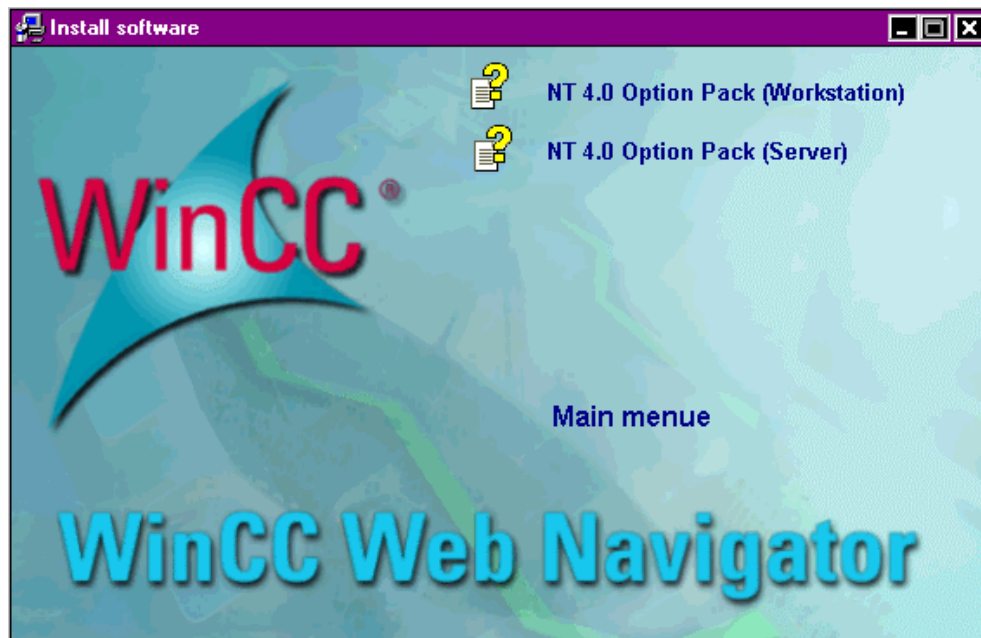 Install software
NT 4.0 Option Pack (Workstation)
NT 4.0 Option Pack (Server)
WinCC®
Main menue
WinCC Web Navigator